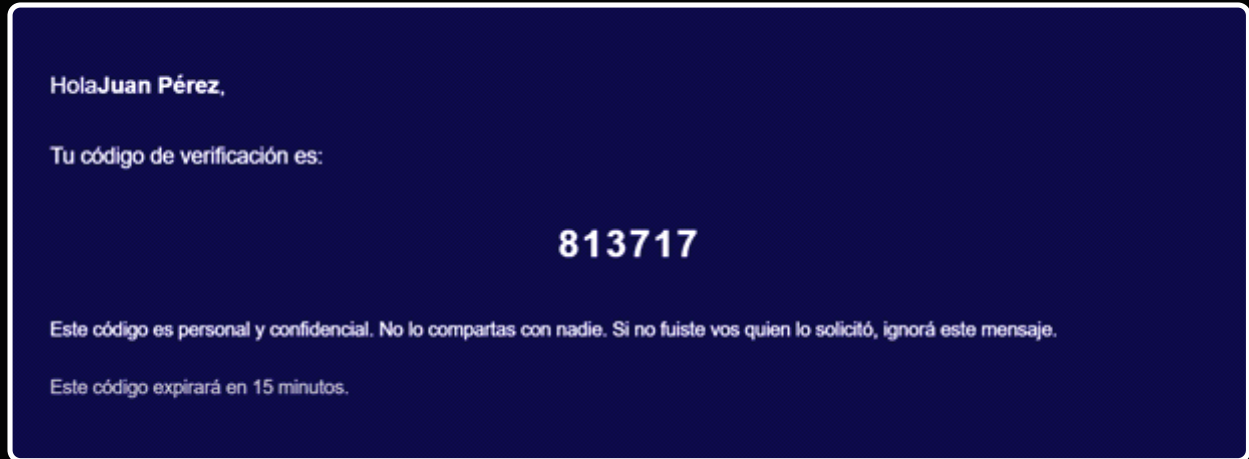 HolaJuan Pérez,
Tu código de verificación es:
813717
Este código es personal y confidencial. No lo compartas con nadie. Si no fuiste vos quien lo solicitó, ignorá este mensaje.
Este código expirará en 15 minutos.